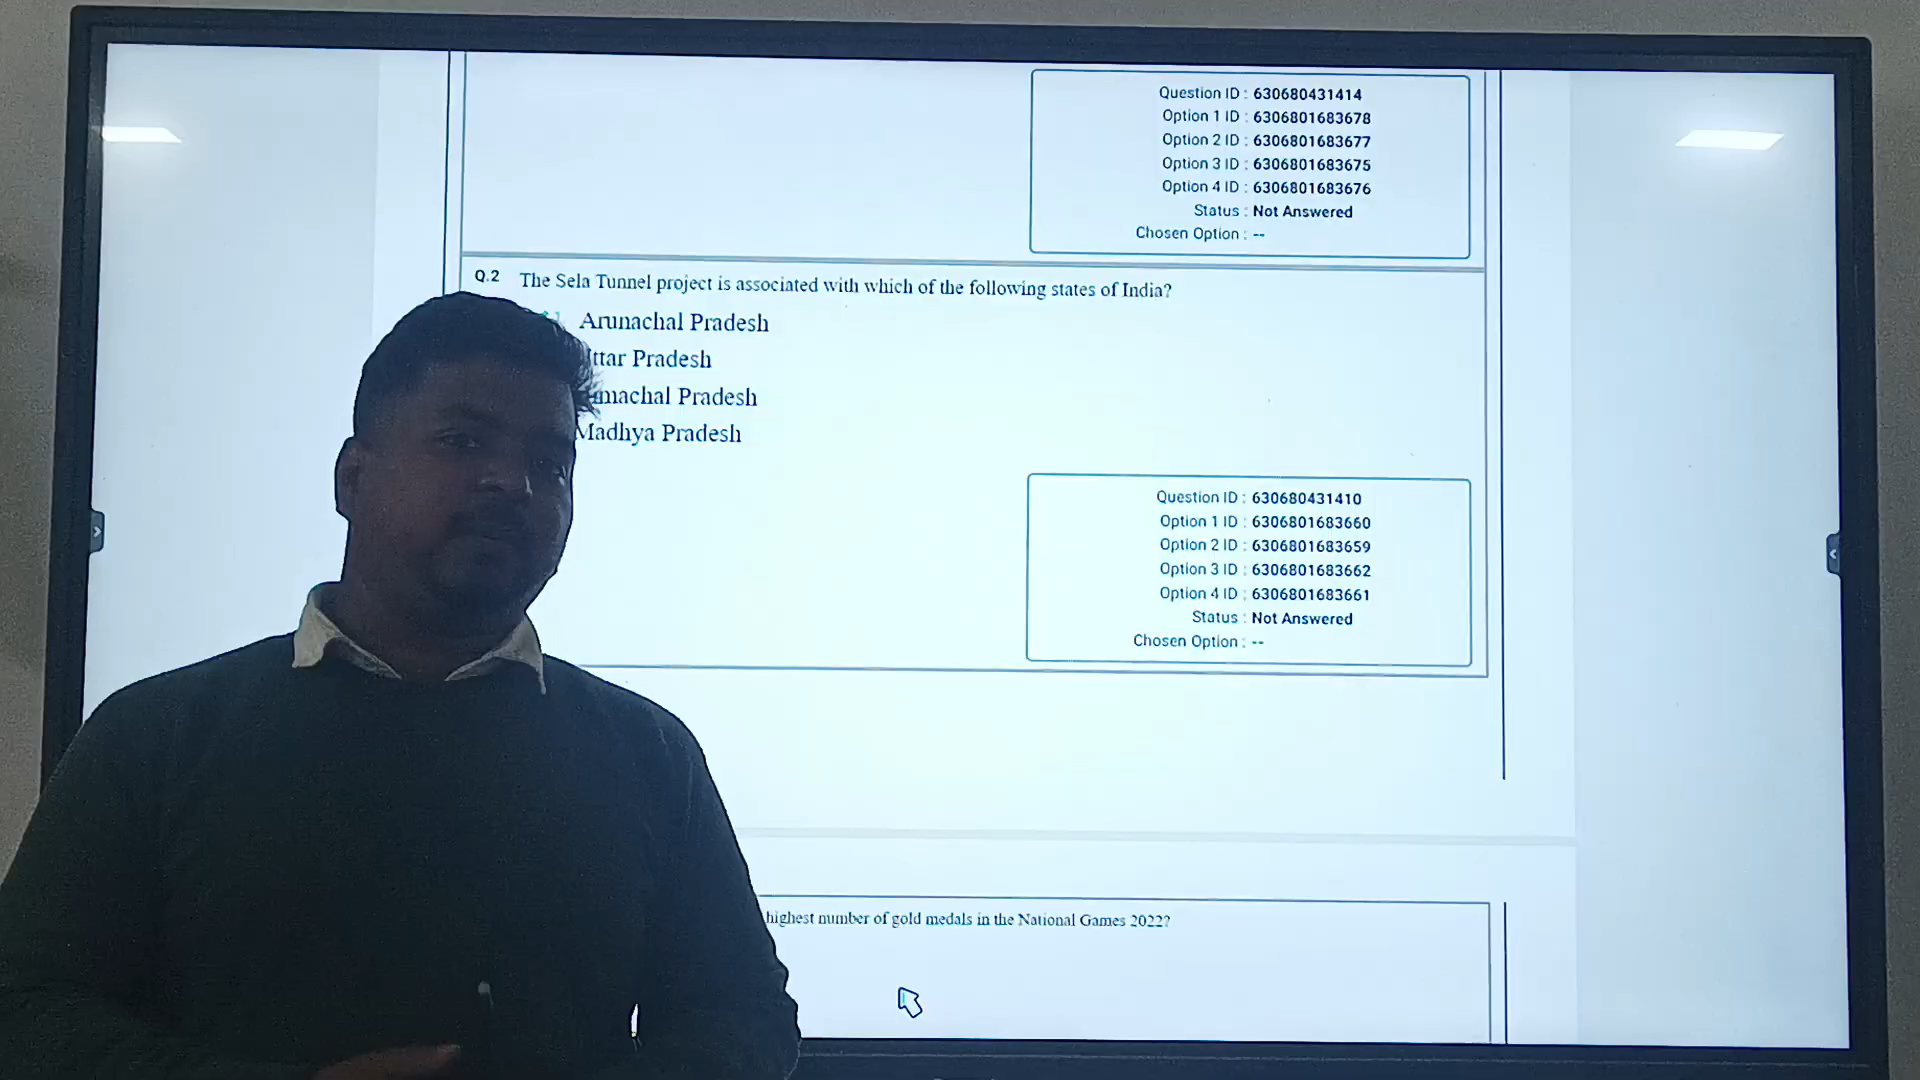 Question ID : 630680431414
Option 1 ID : 6306801683678
Option 2 ID : 6306801683677
Option 3 ID : 6306801683675
Option 4 ID : 6306801683676
Status : Not Answered
Chosen Option : --
Q.2 The Sela Tunnel project is associated with which of the following states of India?
Arunachal Pradesh
ttar Pradesh
machal Pradesh
Madhya Pradesh
Question ID : 630680431410
Option 1 ID : 6306801683660
Option 2 ID : 6306801683659
Option 3 ID : 6306801683662
Option 4 ID : 6306801683661
Status : Not Answered
Chosen Option : --
highest number of gold medals in the National Games 2022?